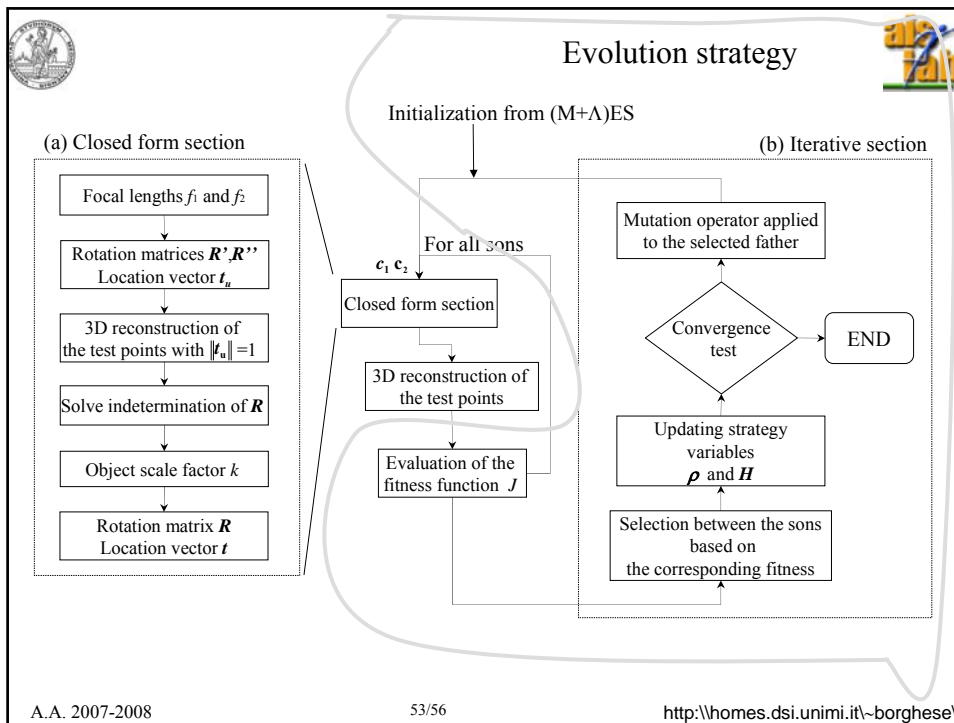 Evolution strategy
Initialization from (M+Λ)ES
(a) Closed form section
Focal lengths f1 and f2
Rotation matrices R',R''
Location vector tu
3D reconstruction of
the test points with ||tu|| =1
Solve indetermination of R
Object scale factor k
Rotation matrix R
Location vector t
For all sons
c1 c2
Closed form section
3D reconstruction of
the test points
Evaluation of the
fitness function J
(b) Iterative section
Mutation operator applied
to the selected father
Convergence
test
END
Updating strategy
variables
ρ and H
Selection between the sons
based on
the corresponding fitness
A.A. 2007-2008
53/56
http:\\homes.dsi.unimi.it\~borghese\